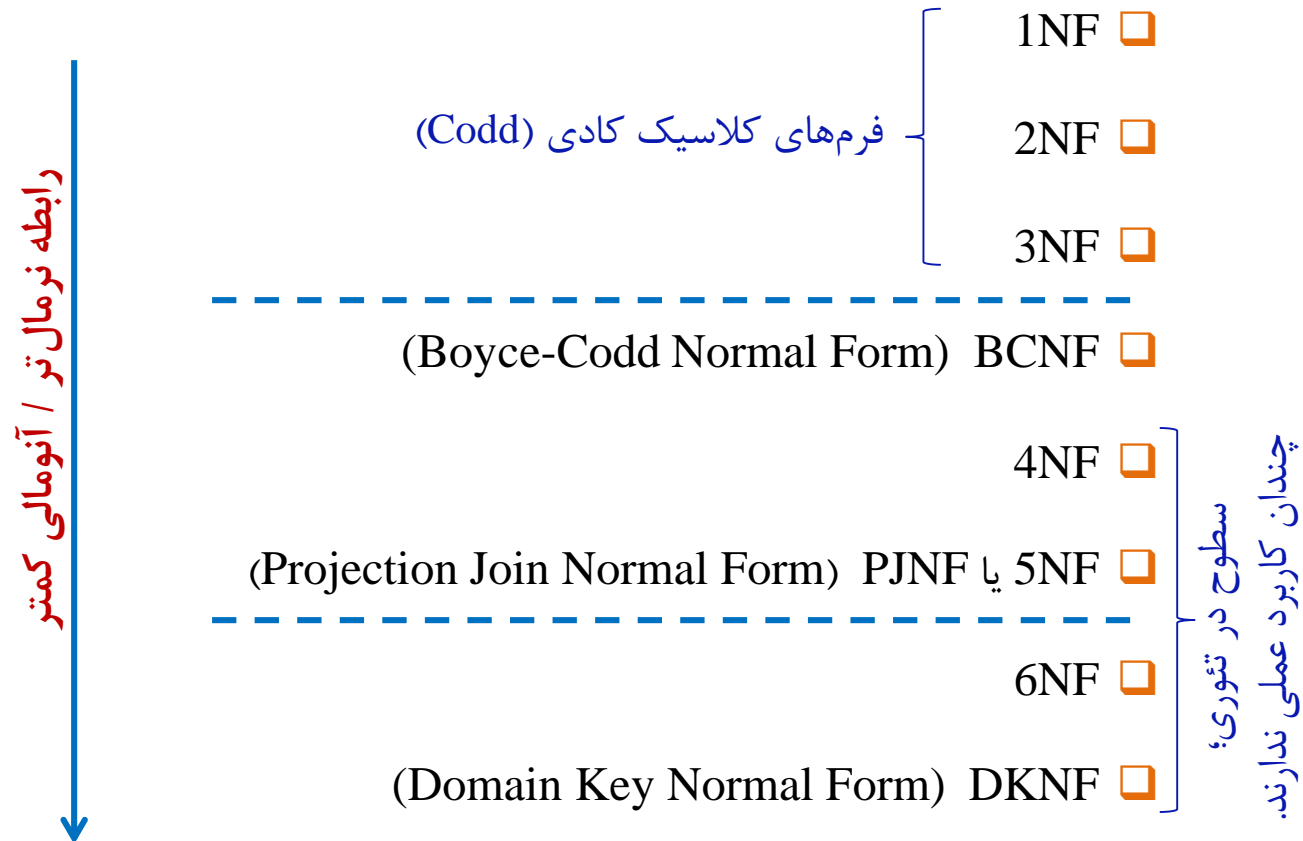 1NF
فرم‌های کلاسیک کادی (Codd)
2NF
3NF
BCNF (Boyce-Codd Normal Form)
4NF
5NF یا PJNF (Projection Join Normal Form)
6NF
DKNF (Domain Key Normal Form)
رابطه نرمال‌تر / آنومالی کمتر
سطوح در تئوری؛
چندان کاربرد عملی ندارند.